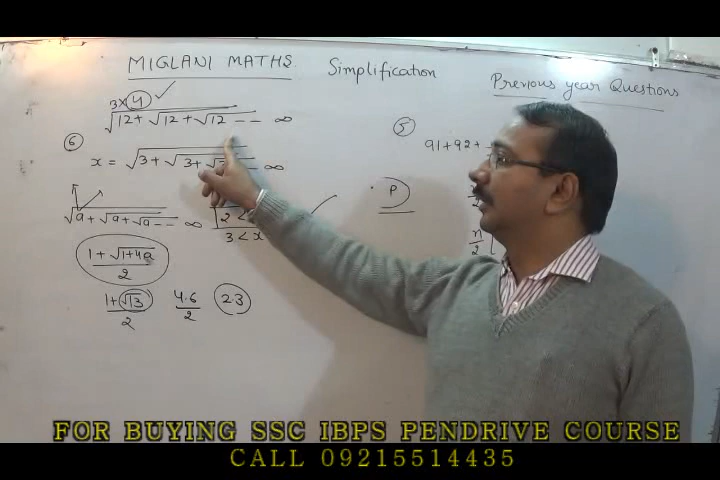 MIGLANI MATHS.
Simplification
Previous year Questions
3×4 ✓
√12+ √12 + √12 -- ∞
⑥
x = √3+ √3+ √ — ∞
√a + √a + √a -- ∞
2 <
3 < x
1 + √1+4a
2
1 + √13
2
4.6
2
2.3
⑤
91+92+
P
n
2
FOR BUYING SSC IBPS PENDRIVE COURSE
CALL 09215514435